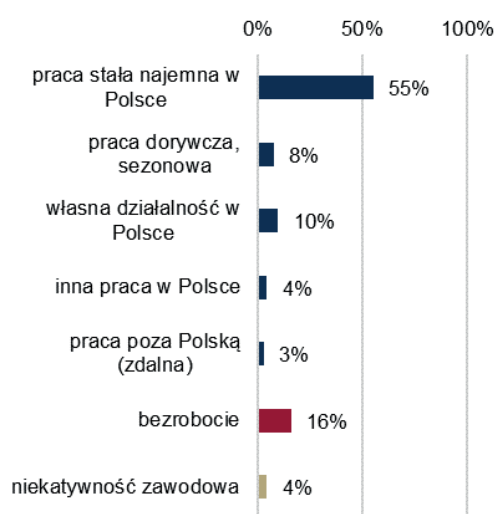 0% 50% 100%
praca stała najemna w
Polsce
55%
praca dorywcza,
sezonowa
8%
własna działalność w
Polsce
10%
inna praca w Polsce
4%
praca poza Polską
(zdalna)
3%
bezrobocie
16%
niekatywność zawodowa
4%